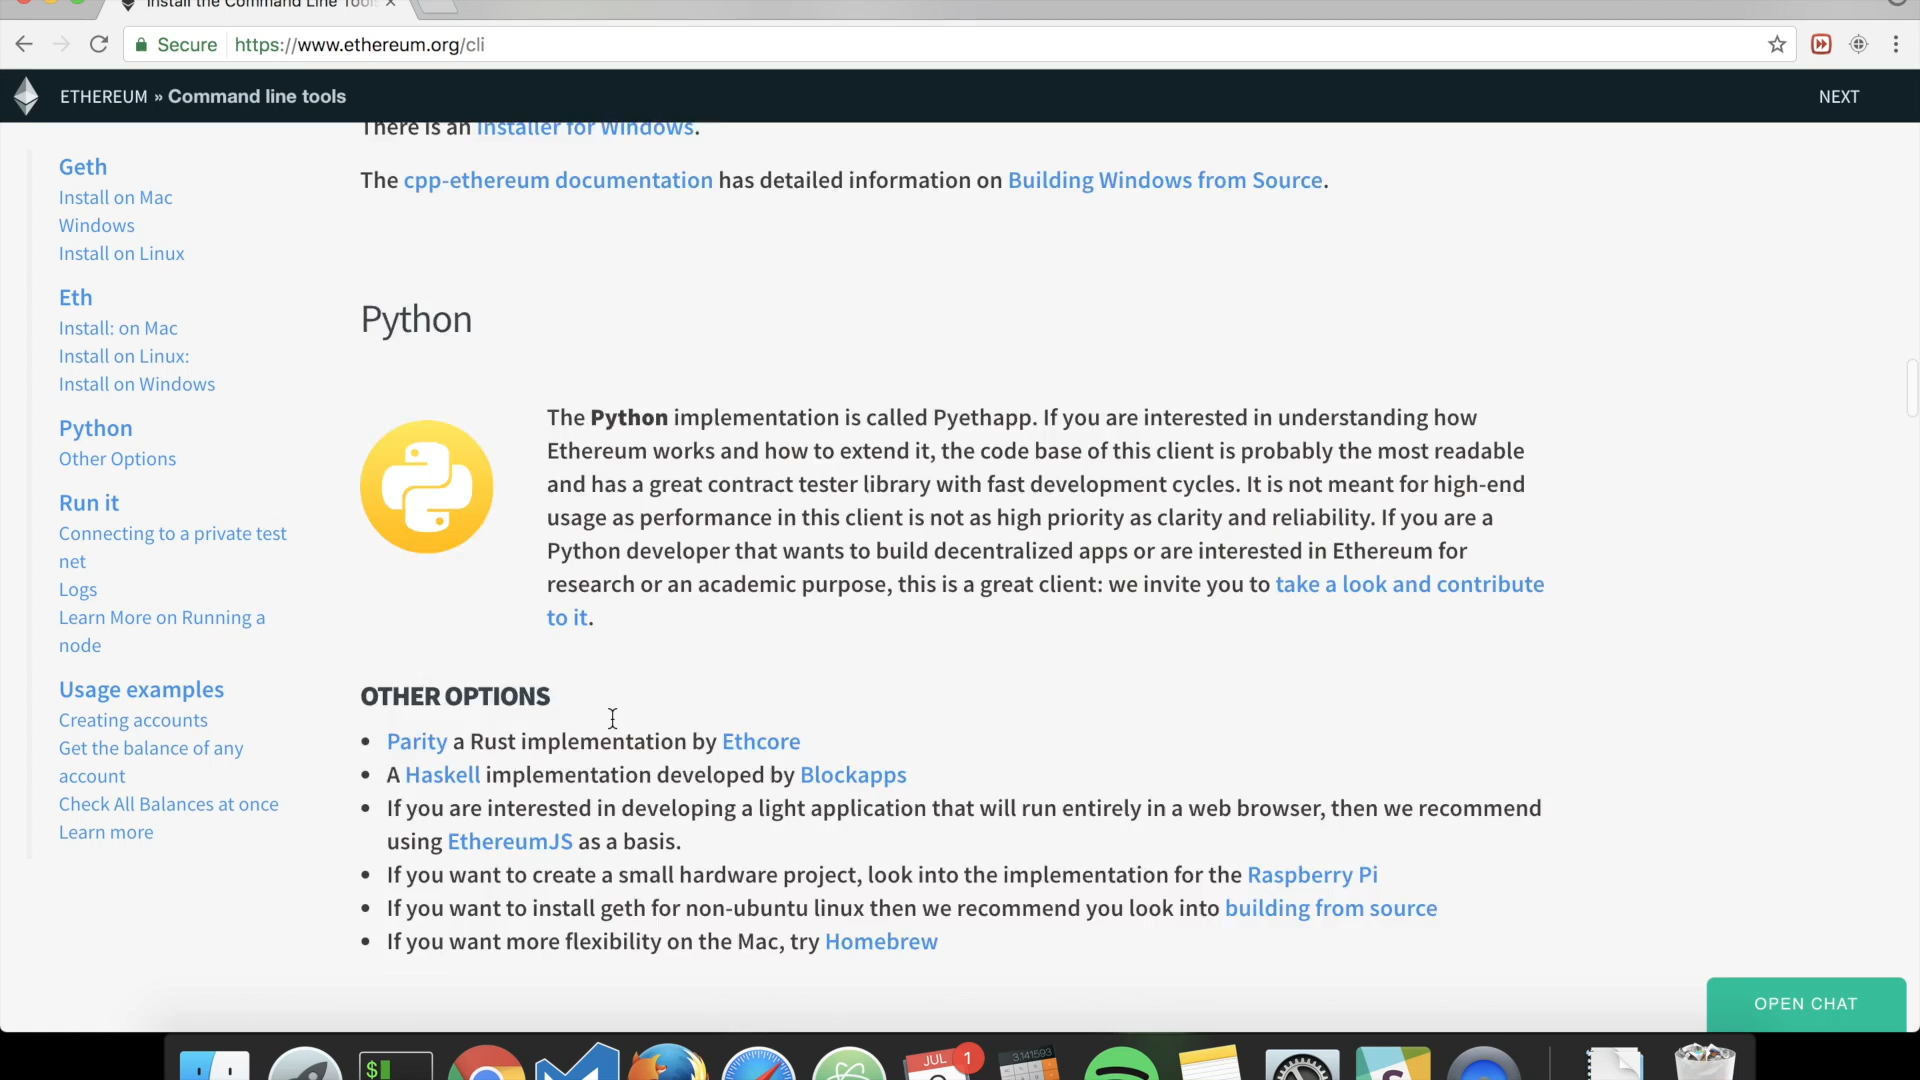 Install the Command Line Tools
Secure https://www.ethereum.org/cli
ETHEREUM » Command line tools
NEXT
Geth
Install on Mac
Windows
Install on Linux
Eth
Install: on Mac
Install on Linux:
Install on Windows
Python
Other Options
Run it
Connecting to a private test
net
Logs
Learn More on Running a
node
Usage examples
Creating accounts
Get the balance of any
account
Check All Balances at once
Learn more
There is an installer for Windows.
The cpp-ethereum documentation has detailed information on Building Windows from Source.
Python
The Python implementation is called Pyethapp. If you are interested in understanding how
Ethereum works and how to extend it, the code base of this client is probably the most readable
and has a great contract tester library with fast development cycles. It is not meant for high-end
usage as performance in this client is not as high priority as clarity and reliability. If you are a
Python developer that wants to build decentralized apps or are interested in Ethereum for
research or an academic purpose, this is a great client: we invite you to take a look and contribute
to it.
OTHER OPTIONS
• Parity a Rust implementation by Ethcore
• A Haskell implementation developed by Blockapps
• If you are interested in developing a light application that will run entirely in a web browser, then we recommend
using EthereumJS as a basis.
• If you want to create a small hardware project, look into the implementation for the Raspberry Pi
• If you want to install geth for non-ubuntu linux then we recommend you look into building from source
• If you want more flexibility on the Mac, try Homebrew
OPEN CHAT
$
JUL
1
3.141593